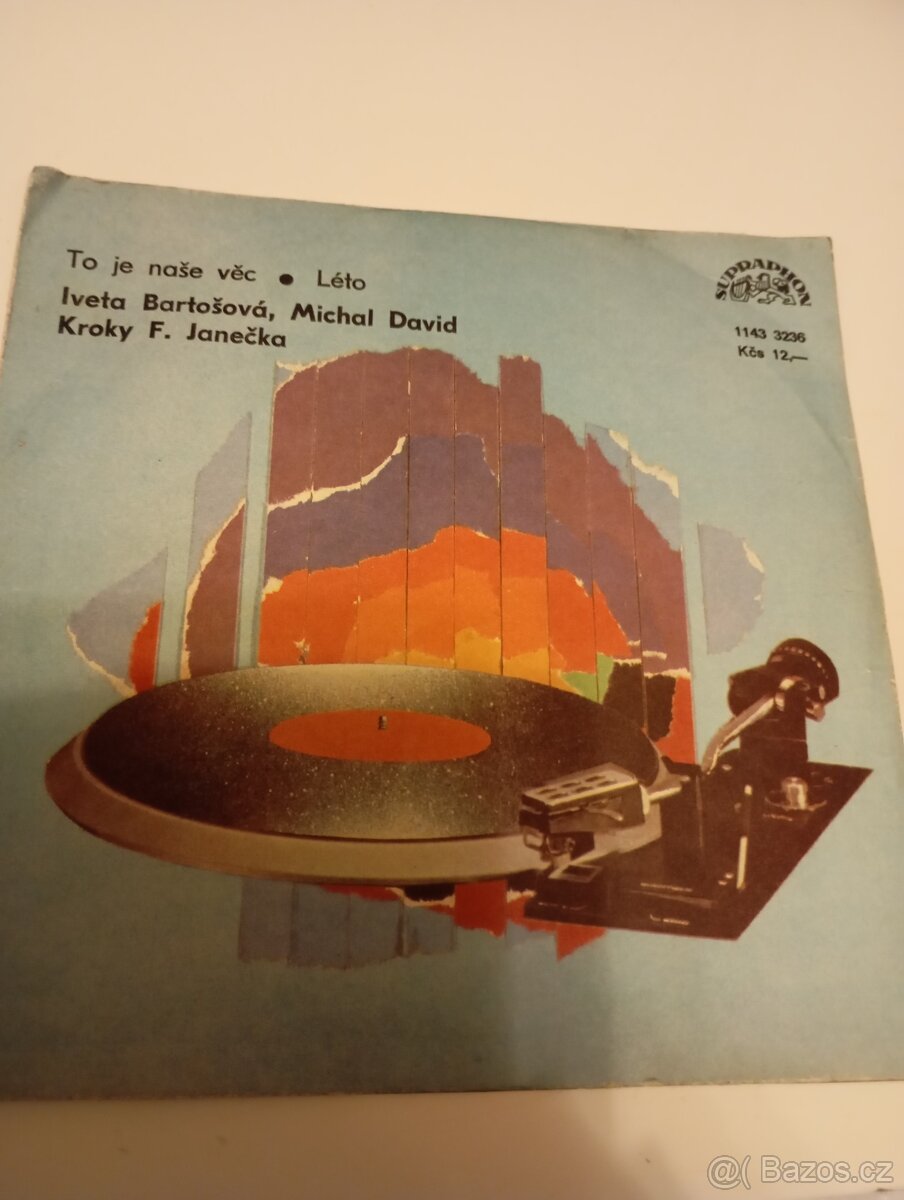 To je naše věc • Léto
Iveta Bartošová, Michal David
Kroky F. Janečka
SUPRAPHON
1143 3236
Kčs 12,—
@( Bazos.cz